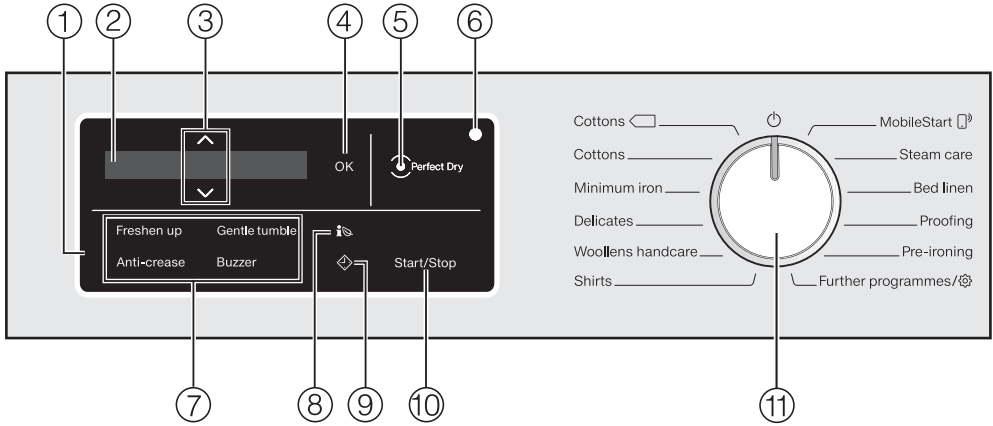 ① ② ③ ④ ⑤ ⑥
OK
Perfect Dry
Freshen up Gentle tumble
Anti-crease Buzzer
Start/Stop
Cottons
Cottons
Minimum iron
Delicates
Woollens handcare
Shirts
MobileStart
Steam care
Bed linen
Proofing
Pre-ironing
Further programmes/
⑦ ⑧ ⑨ ⑩ ⑪